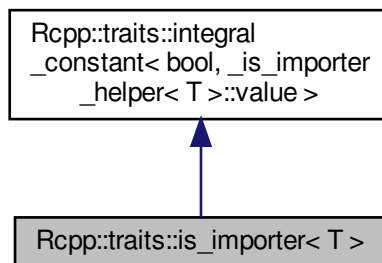 Rcpp::traits::integral
_constant< bool, _is_importer
_helper< T >::value >
Rcpp::traits::is_importer< T >